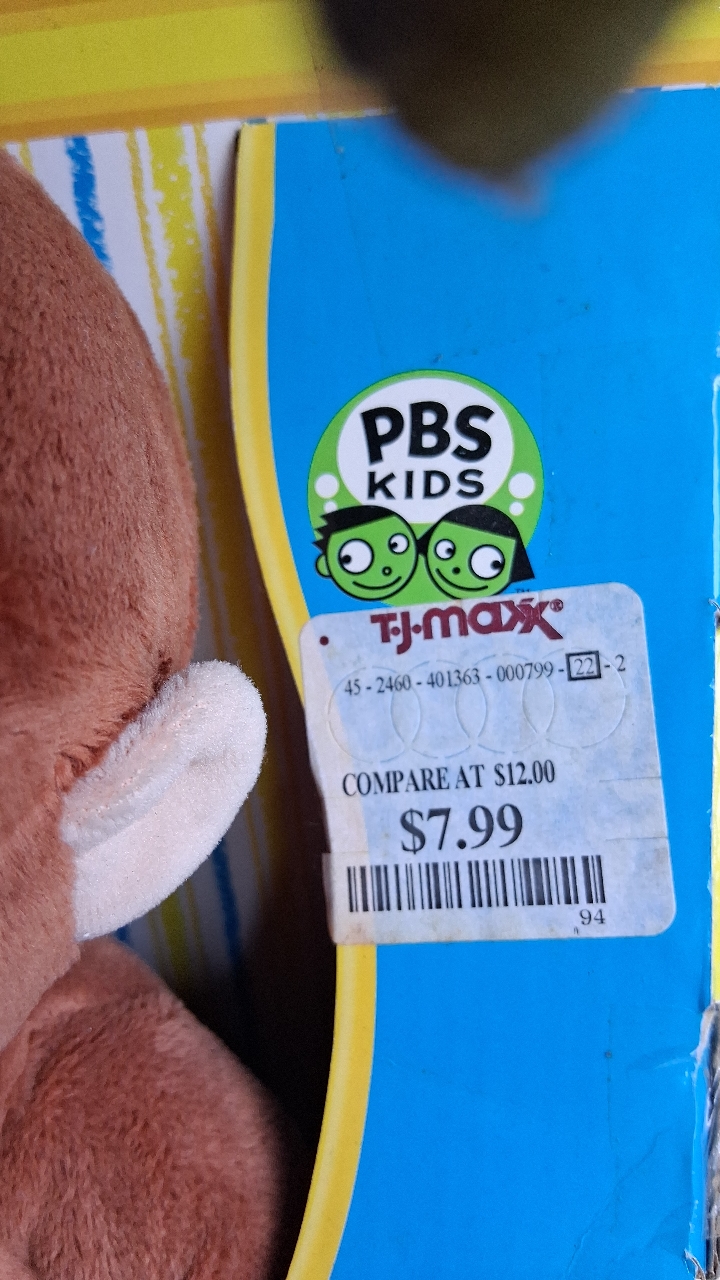 PBS
KIDS
T·J·maxx®
45 - 2460 - 401363 - 000799 - 22 - 2
COMPARE AT $12.00
$7.99
94